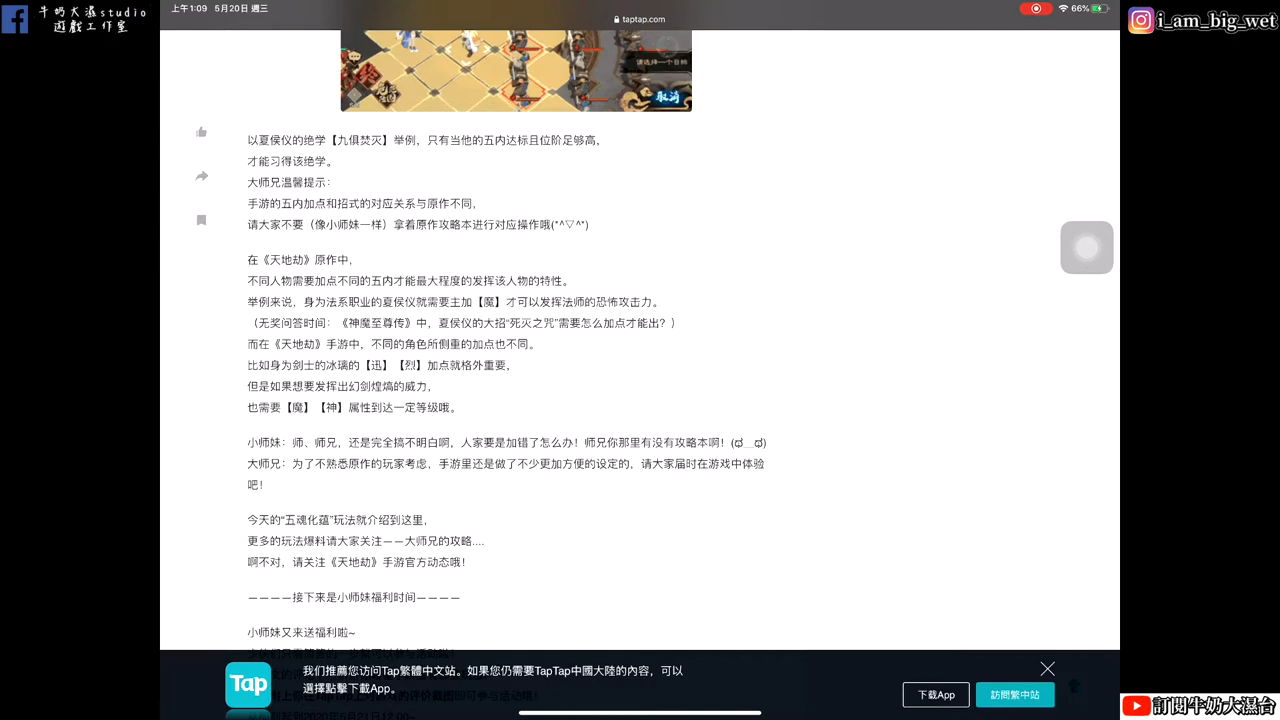 牛奶大濕studio
遊戲工作室
上午1:09 5月20日 週三
taptap.com
66%
i_am_big_wet
请选择一个目标
取消
以夏侯仪的绝学【九俱焚灭】举例，只有当他的五内达标且位阶足够高，
才能习得该绝学。
大师兄温馨提示：
手游的五内加点和招式的对应关系与原作不同，
请大家不要（像小师妹一样）拿着原作攻略本进行对应操作哦(*^▽^*)
在《天地劫》原作中，
不同人物需要加点不同的五内才能最大程度的发挥该人物的特性。
举例来说，身为法系职业的夏侯仪就需要主加【魔】才可以发挥法师的恐怖攻击力。
（无奖问答时间：《神魔至尊传》中，夏侯仪的大招“死灭之咒”需要怎么加点才能出？）
而在《天地劫》手游中，不同的角色所侧重的加点也不同。
比如身为剑士的冰璃的【迅】【烈】加点就格外重要，
但是如果想要发挥出幻剑煌熇的威力，
也需要【魔】【神】属性到达一定等级哦。
小师妹：师、师兄，还是完全搞不明白啊，人家要是加错了怎么办！师兄你那里有没有攻略本啊！(ಥ_ಥ)
大师兄：为了不熟悉原作的玩家考虑，手游里还是做了不少更加方便的设定的，请大家届时在游戏中体验
吧！
今天的“五魂化蕴”玩法就介绍到这里，
更多的玩法爆料请大家关注——大师兄的攻略....
啊不对，请关注《天地劫》手游官方动态哦！
————接下来是小师妹福利时间————
小师妹又来送福利啦~
Tap
我们推薦您访问Tap繁體中文站。如果您仍需要TapTap中國大陸的內容，可以
選擇點擊下載App。
下载App
訪問繁中站
訂閱牛奶大濕台